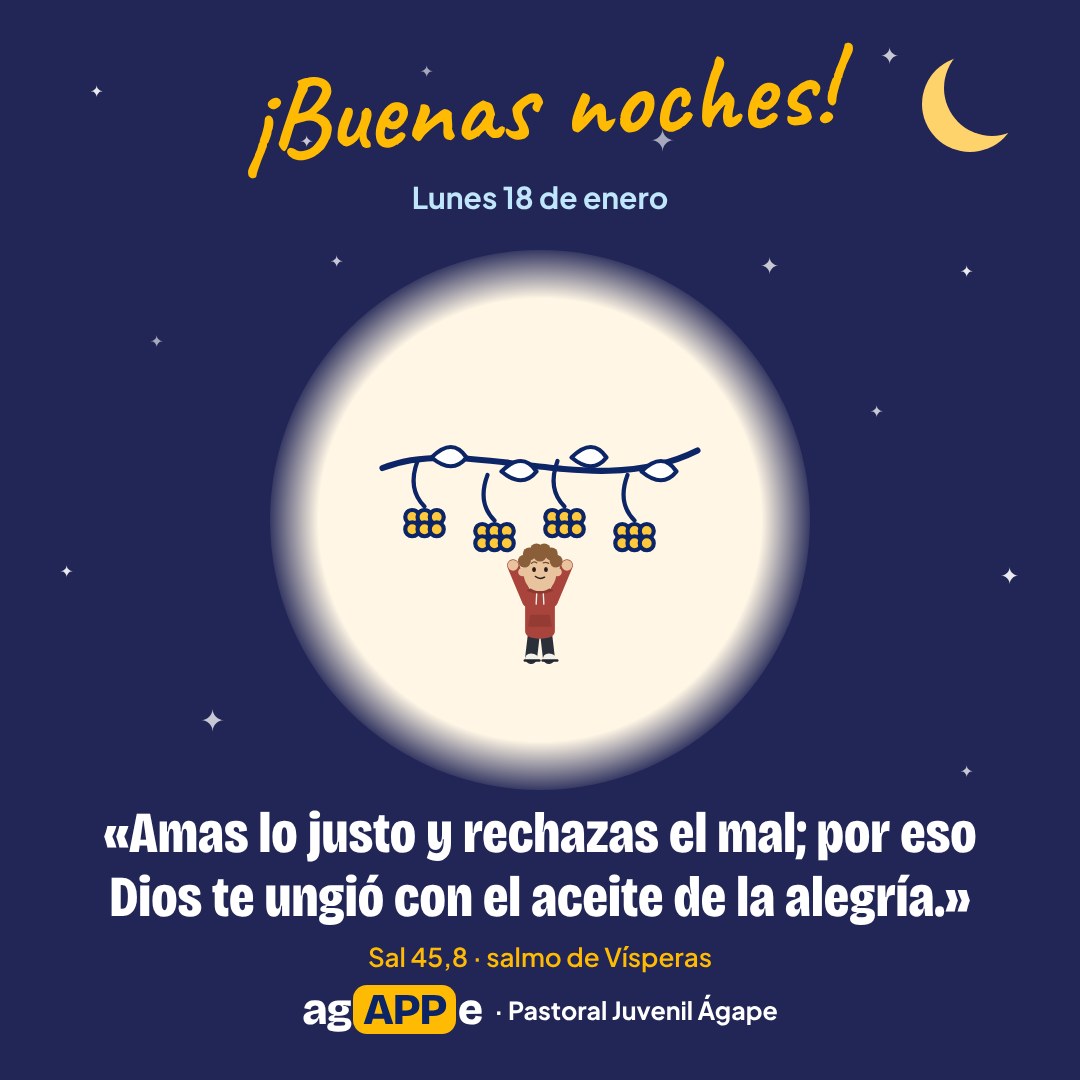 ¡Buenas noches!
Lunes 18 de enero
«Amas lo justo y rechazas el mal; por eso
Dios te ungió con el aceite de la alegría.»
Sal 45,8 · salmo de Vísperas
agAPPe · Pastoral Juvenil Ágape